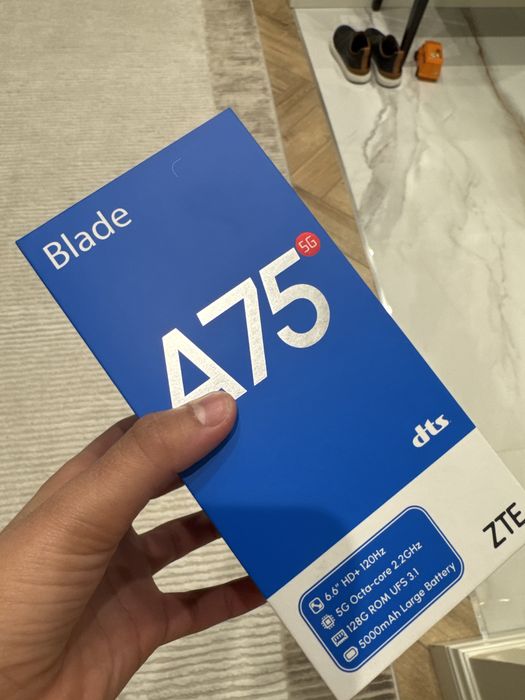 Blade
A75 5G
dts
ZTE
6.6" HD+ 120Hz
5G Octa-core 2.2GHz
128G ROM UFS 3.1
5000mAh Large Battery